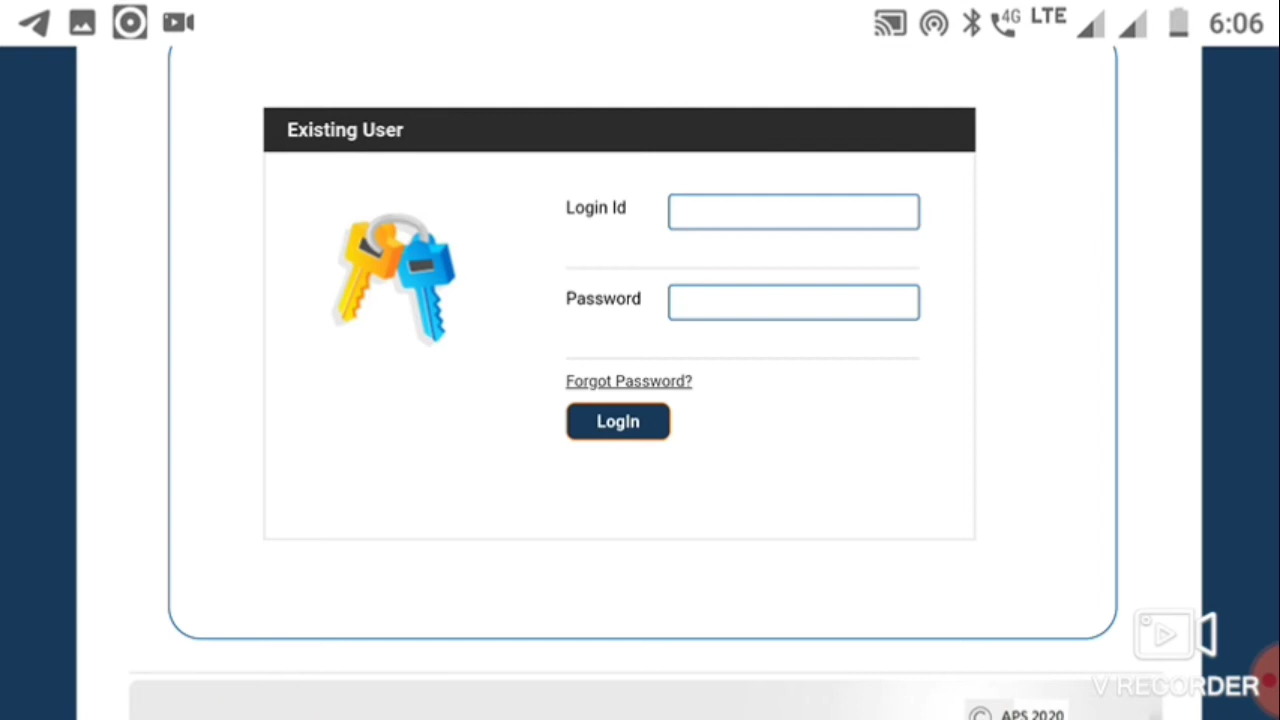 4G LTE 6:06
Existing User
Login Id
Password
Forgot Password?
LogIn
V RECORDER
© APS 2020